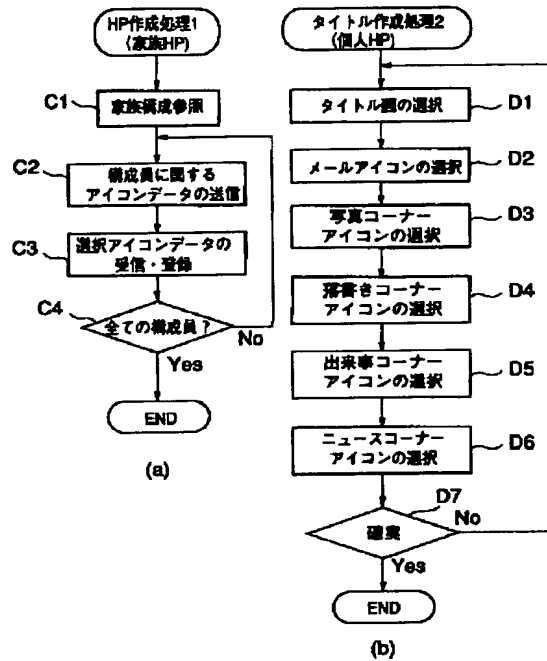 HP作成処理1
(家族HP)
C1
家族構成参照
C2
構成員に関する
アイコンデータの送信
C3
選択アイコンデータの
受信・登録
C4
全ての構成員?
No
Yes
END
(a)
タイトル作成処理2
(個人HP)
タイトル画の選択
D1
メールアイコンの選択
D2
写真コーナー
アイコンの選択
D3
落書きコーナー
アイコンの選択
D4
出来事コーナー
アイコンの選択
D5
ニュースコーナー
アイコンの選択
D6
D7
確実
No
Yes
END
(b)